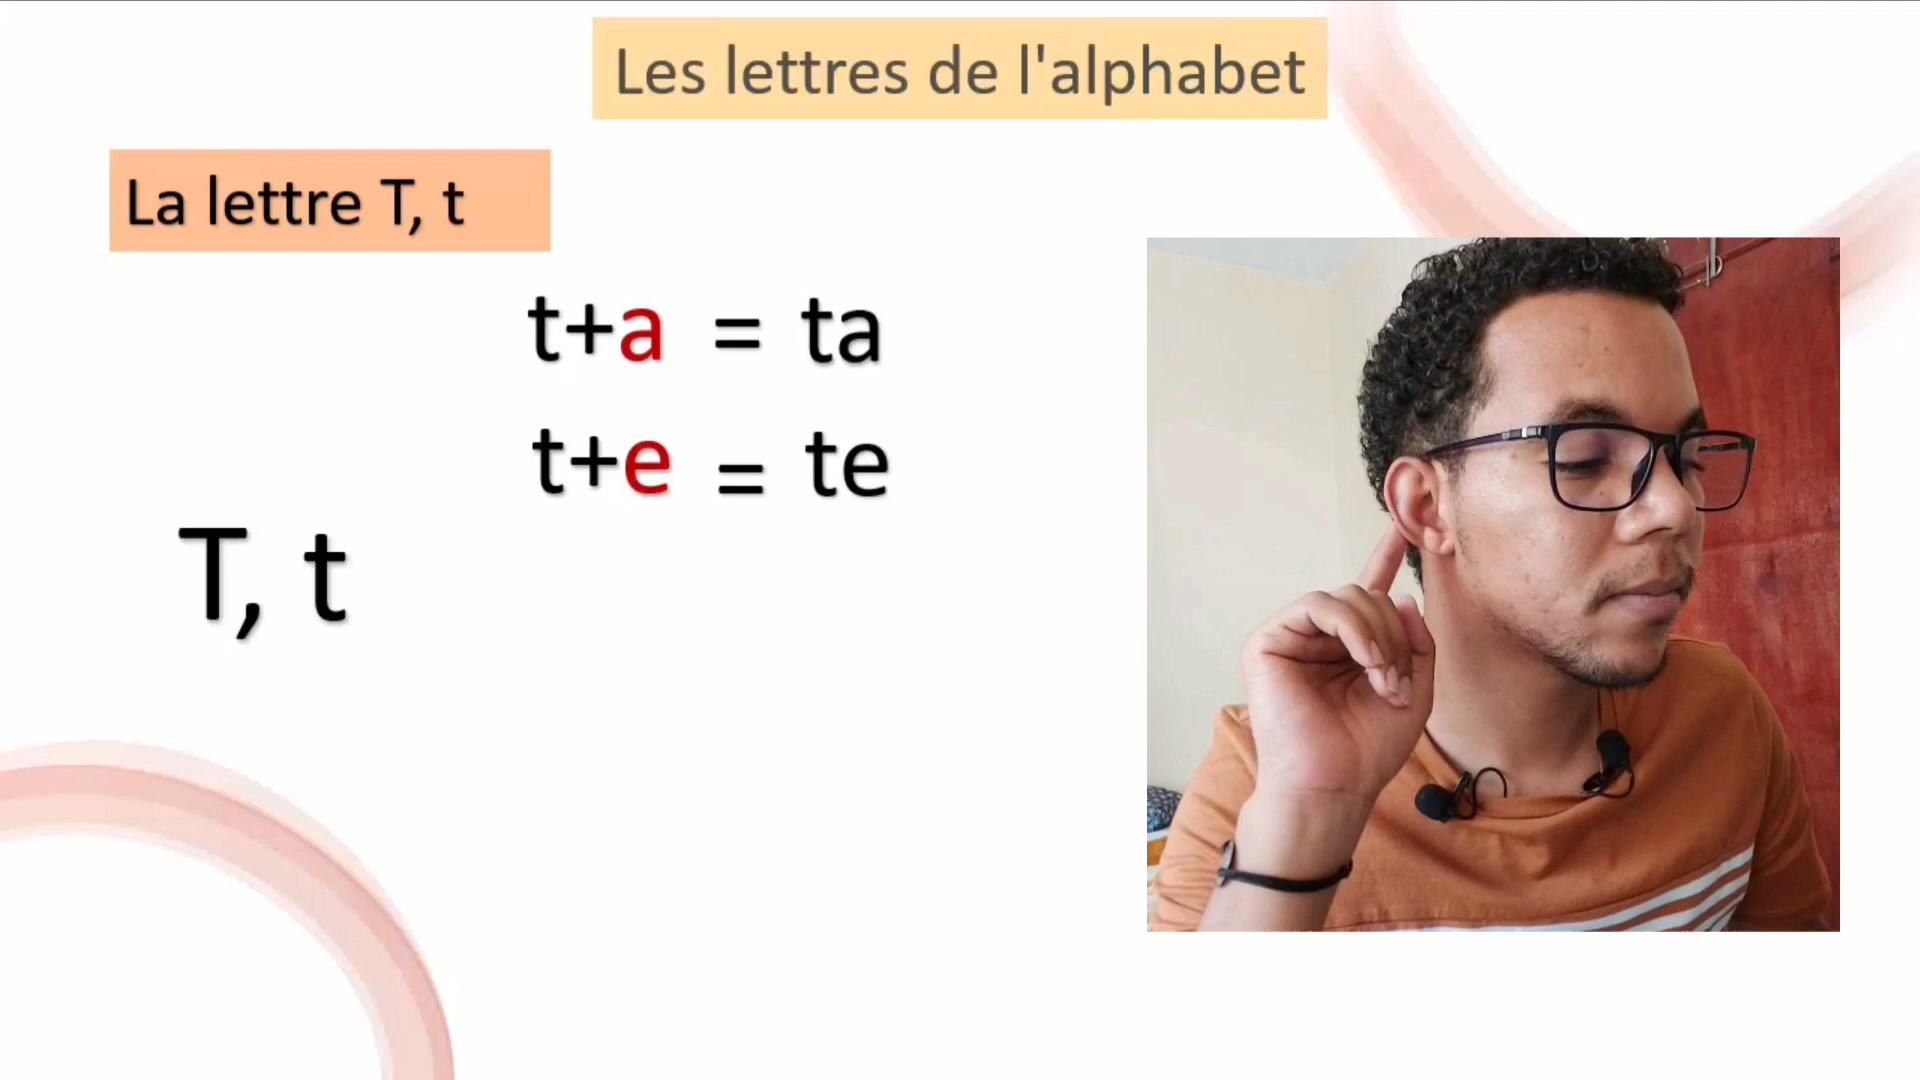 Les lettres de l'alphabet
La lettre T, t
t+a = ta
t+e = te
T, t